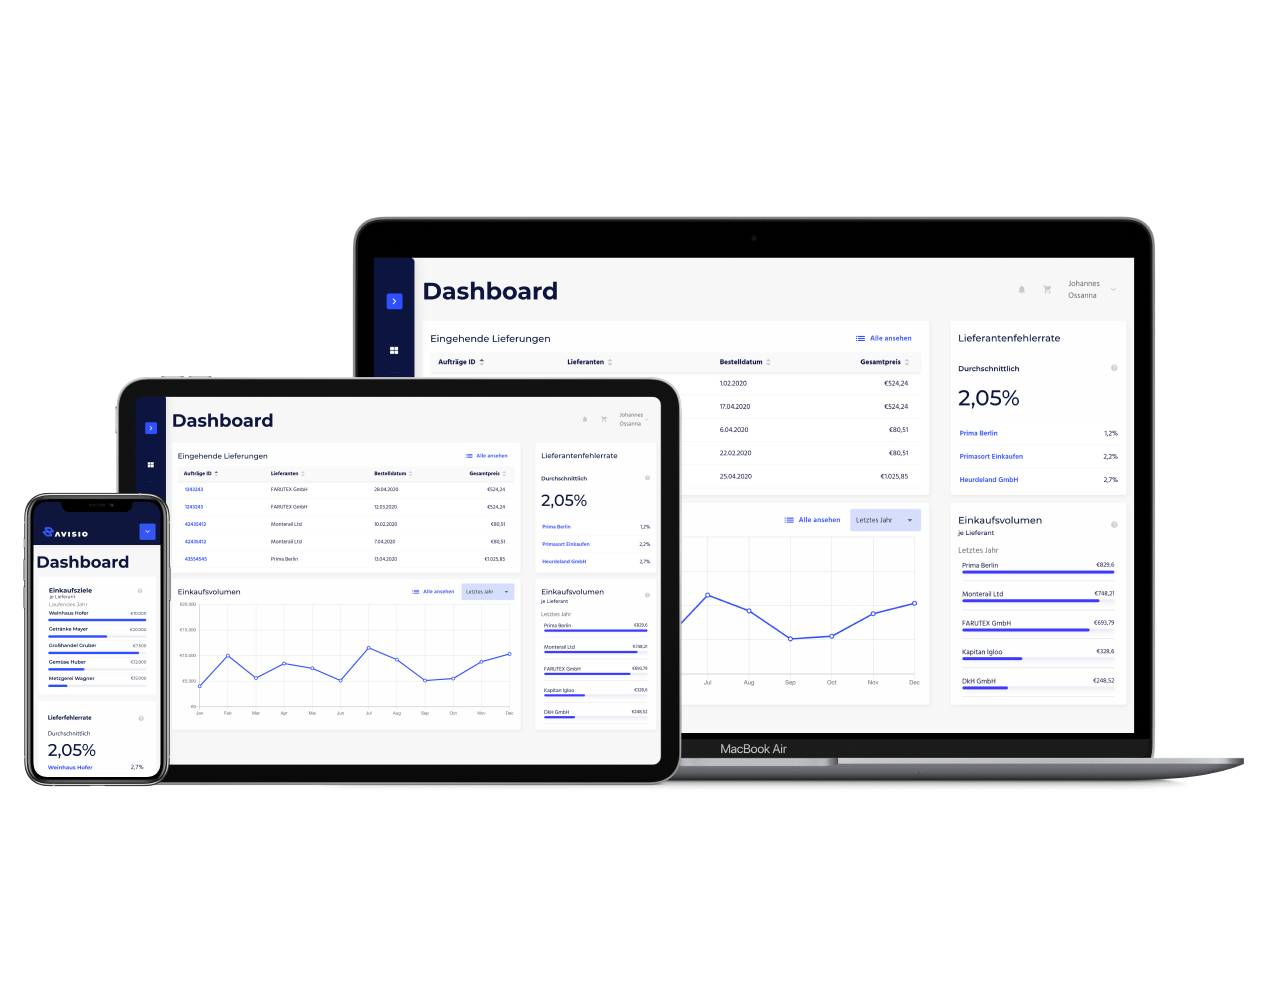 Dashboard
Johannes
Ossanna
Eingehende Lieferungen
Alle ansehen
Aufträge ID
Lieferanten
Bestelldatum
Gesamtpreis
1.02.2020
€524,24
17.04.2020
€524,24
6.04.2020
€80,51
22.02.2020
€80,51
25.04.2020
€1.025,85
Lieferantenfehlerrate
Durchschnittlich
2,05%
Prima Berlin 1,2%
Primasort Einkaufen 2,2%
Heurdeland GmbH 2,7%
Alle ansehen
Letztes Jahr
Jul Aug Sep Oct Nov Dec
Einkaufsvolumen
je Lieferant
Letztes Jahr
Prima Berlin €829,6
Monterail Ltd €748,21
FARUTEX GmbH €693,79
Kapitan Igloo €328,6
DkH GmbH €248,52
MacBook Air
Dashboard
Johannes
Ossanna
Eingehende Lieferungen
Alle ansehen
Aufträge ID Lieferanten Bestelldatum Gesamtpreis
1243243 FARUTEX GmbH 28.04.2020 €524,24
1243243 FARUTEX GmbH 12.03.2020 €524,24
42435412 Monterail Ltd 10.02.2020 €80,51
42435412 Monterail Ltd 7.04.2020 €80,51
43554545 Prima Berlin 13.04.2020 €1.025,85
Lieferantenfehlerrate
Durchschnittlich
2,05%
Prima Berlin 1,2%
Primasort Einkaufen 2,2%
Heurdeland GmbH 2,7%
Einkaufsvolumen
Alle ansehen
Letztes Jahr
€20.000
€15.000
€10.000
€5.000
€0
Jan Feb Mar Apr Mai Jun Jul Aug Sep Oct Nov Dec
Einkaufsvolumen
je Lieferant
Letztes Jahr
Prima Berlin €829,6
Monterail Ltd €748,21
FARUTEX GmbH €693,79
Kapitan Igloo €328,6
DkH GmbH €248,52
AVISIO
Dashboard
Einkaufsziele
je Lieferant
Laufendes Jahr
Weinhaus Hofer €10.000
Getränke Mayer €20.000
Großhandel Gruber €7.500
Gemüse Huber €12.000
Metzgerei Wagner €15.000
Lieferfehlerrate
Durchschnittlich
2,05%
Weinhaus Hofer 2,7%